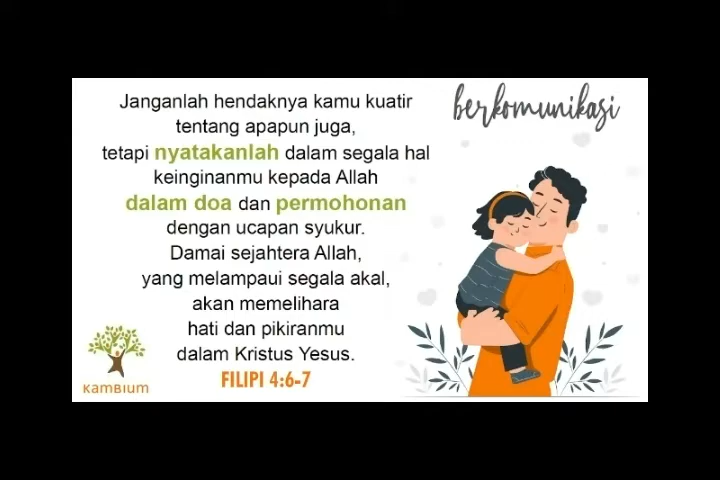 berkomunikasi
Janganlah hendaknya kamu kuatir
tentang apapun juga,
tetapi nyatakanlah dalam segala hal
keinginanmu kepada Allah
dalam doa dan permohonan
dengan ucapan syukur.
Damai sejahtera Allah,
yang melampaui segala akal,
akan memelihara
hati dan pikiranmu
dalam Kristus Yesus.
FILIPI 4:6-7
KAMBIUM